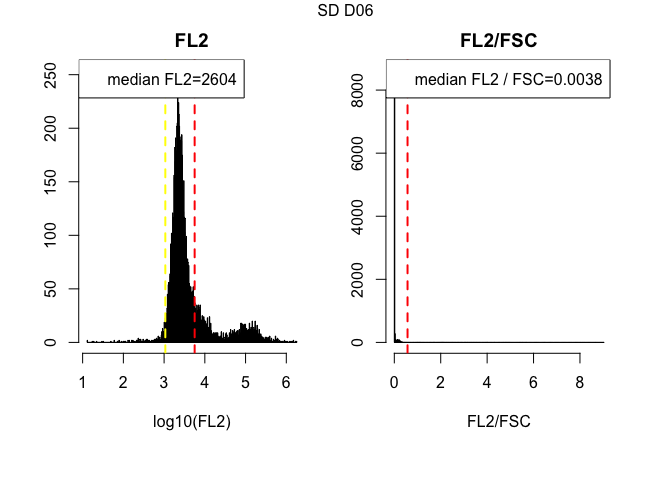 SD D06
FL2
median FL2=2604
250
200
150
100
50
0
1 2 3 4 5 6
log10(FL2)
FL2/FSC
median FL2 / FSC=0.0038
8000
6000
4000
2000
0
0 2 4 6 8
FL2/FSC